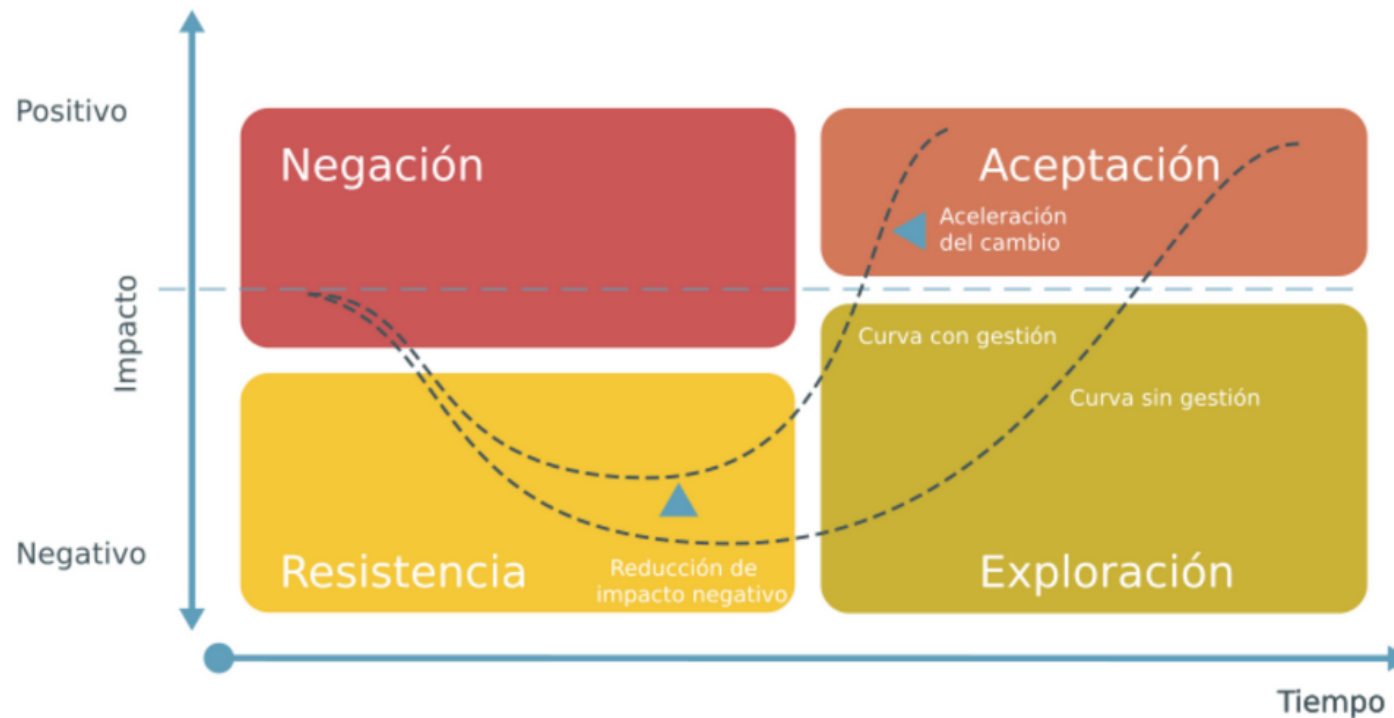 Positivo
Negación
Aceptación
Aceleración
del cambio
Impacto
Curva con gestión
Curva sin gestión
Negativo
Resistencia
Reducción de
impacto negativo
Exploración
Tiempo